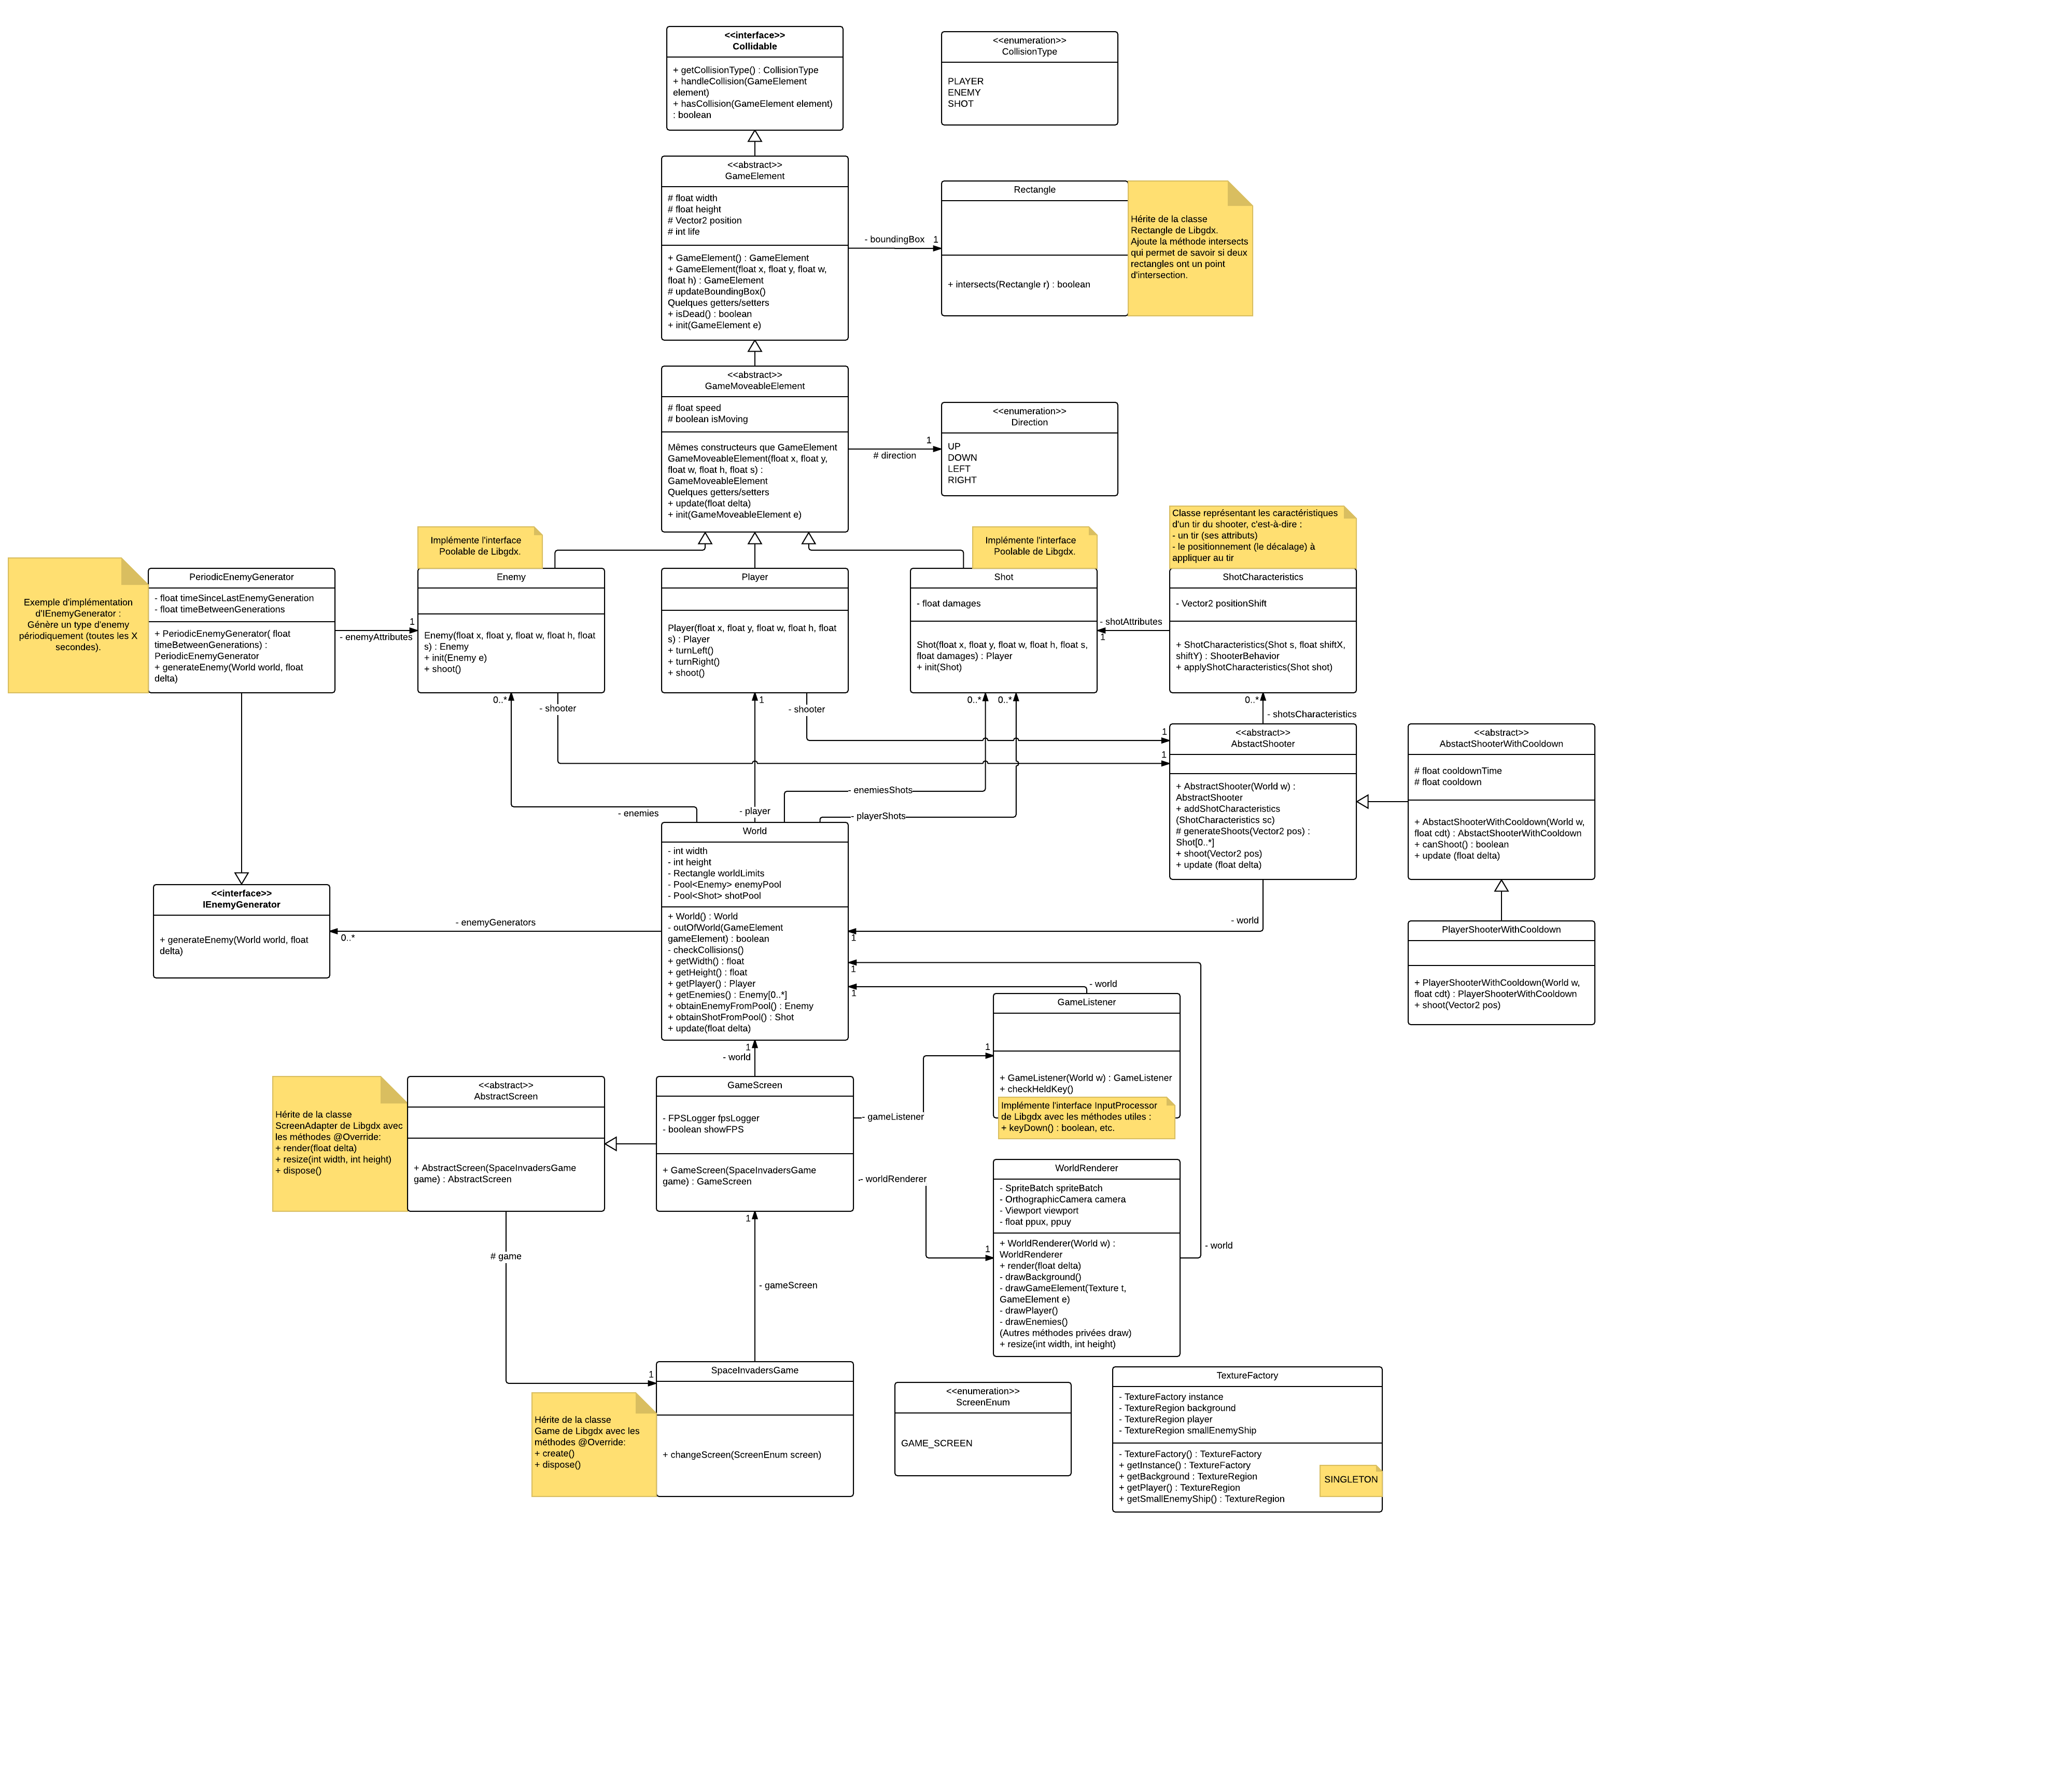 <<interface>>
Collidable
+ getCollisionType() : CollisionType
+ handleCollision(GameElement
element)
+ hasCollision(GameElement element)
: boolean
<<enumeration>>
CollisionType
PLAYER
ENEMY
SHOT
<<abstract>>
GameElement
# float width
# float height
# Vector2 position
# int life
+ GameElement() : GameElement
+ GameElement(float x, float y, float w,
float h) : GameElement
# updateBoundingBox()
Quelques getters/setters
+ isDead() : boolean
+ init(GameElement e)
- boundingBox
1
Rectangle
+ intersects(Rectangle r) : boolean
Hérite de la classe
Rectangle de Libgdx.
Ajoute la méthode intersects
qui permet de savoir si deux
rectangles ont un point
d'intersection.
<<abstract>>
GameMoveableElement
# float speed
# boolean isMoving
Mêmes constructeurs que GameElement
GameMoveableElement(float x, float y,
float w, float h, float s) :
GameMoveableElement
Quelques getters/setters
+ update(float delta)
+ init(GameMoveableElement e)
1
# direction
<<enumeration>>
Direction
UP
DOWN
LEFT
RIGHT
Exemple d'implémentation
d'IEnemyGenerator :
Génère un type d'enemy
périodiquement (toutes les X
secondes).
PeriodicEnemyGenerator
- float timeSinceLastEnemyGeneration
- float timeBetweenGenerations
+ PeriodicEnemyGenerator( float
timeBetweenGenerations) :
PeriodicEnemyGenerator
+ generateEnemy(World world, float
delta)
1
- enemyAttributes
Implémente l'interface
Poolable de Libgdx.
Enemy
Enemy(float x, float y, float w, float h, float
s) : Enemy
+ init(Enemy e)
+ shoot()
Player
Player(float x, float y, float w, float h, float
s) : Player
+ turnLeft()
+ turnRight()
+ shoot()
Implémente l'interface
Poolable de Libgdx.
Shot
- float damages
Shot(float x, float y, float w, float h, float s,
float damages) : Player
+ init(Shot)
- shotAttributes
1
Classe représentant les caractéristiques
d'un tir du shooter, c'est-à-dire :
- un tir (ses attributs)
- le positionnement (le décalage) à
appliquer au tir
ShotCharacteristics
- Vector2 positionShift
+ ShotCharacteristics(Shot s, float shiftX,
shiftY) : ShooterBehavior
+ applyShotCharacteristics(Shot shot)
0..*
- shooter
1
- shooter
0..*
0..*
0..*
- shotsCharacteristics
1
1
<<abstract>>
AbstactShooter
+ AbstractShooter(World w) :
AbstractShooter
+ addShotCharacteristics
(ShotCharacteristics sc)
# generateShoots(Vector2 pos) :
Shot[0..*]
+ shoot(Vector2 pos)
+ update (float delta)
<<abstract>>
AbstactShooterWithCooldown
# float cooldownTime
# float cooldown
+ AbstactShooterWithCooldown(World w,
float cdt) : AbstactShooterWithCooldown
+ canShoot() : boolean
+ update (float delta)
PlayerShooterWithCooldown
+ PlayerShooterWithCooldown(World w,
float cdt) : PlayerShooterWithCooldown
+ shoot(Vector2 pos)
- enemies
- player
- enemiesShots
- playerShots
World
- int width
- int height
- Rectangle worldLimits
- Pool<Enemy> enemyPool
- Pool<Shot> shotPool
+ World() : World
- outOfWorld(GameElement
gameElement) : boolean
- checkCollisions()
+ getWidth() : float
+ getHeight() : float
+ getPlayer() : Player
+ getEnemies() : Enemy[0..*]
+ obtainEnemyFromPool() : Enemy
+ obtainShotFromPool() : Shot
+ update(float delta)
<<interface>>
IEnemyGenerator
+ generateEnemy(World world, float
delta)
- enemyGenerators
0..*
- world
1
1
1
- world
GameListener
+ GameListener(World w) : GameListener
+ checkHeldKey()
Implémente l'interface InputProcessor
de Libgdx avec les méthodes utiles :
+ keyDown() : boolean, etc.
1
- world
Hérite de la classe
ScreenAdapter de Libgdx avec
les méthodes @Override:
+ render(float delta)
+ resize(int width, int height)
+ dispose()
<<abstract>>
AbstractScreen
+ AbstractScreen(SpaceInvadersGame
game) : AbstractScreen
GameScreen
- FPSLogger fpsLogger
- boolean showFPS
+ GameScreen(SpaceInvadersGame
game) : GameScreen
1
- gameListener
- worldRenderer
1
WorldRenderer
- SpriteBatch spriteBatch
- OrthographicCamera camera
- Viewport viewport
- float ppux, ppuy
+ WorldRenderer(World w) :
WorldRenderer
+ render(float delta)
- drawBackground()
- drawGameElement(Texture t,
GameElement e)
- drawPlayer()
- drawEnemies()
(Autres méthodes privées draw)
+ resize(int width, int height)
- world
1
# game
- gameScreen
1
SpaceInvadersGame
+ changeScreen(ScreenEnum screen)
Hérite de la classe
Game de Libgdx avec les
méthodes @Override:
+ create()
+ dispose()
<<enumeration>>
ScreenEnum
GAME_SCREEN
TextureFactory
- TextureFactory instance
- TextureRegion background
- TextureRegion player
- TextureRegion smallEnemyShip
- TextureFactory() : TextureFactory
+ getInstance() : TextureFactory
+ getBackground : TextureRegion
+ getPlayer() : TextureRegion
+ getSmallEnemyShip() : TextureRegion
SINGLETON